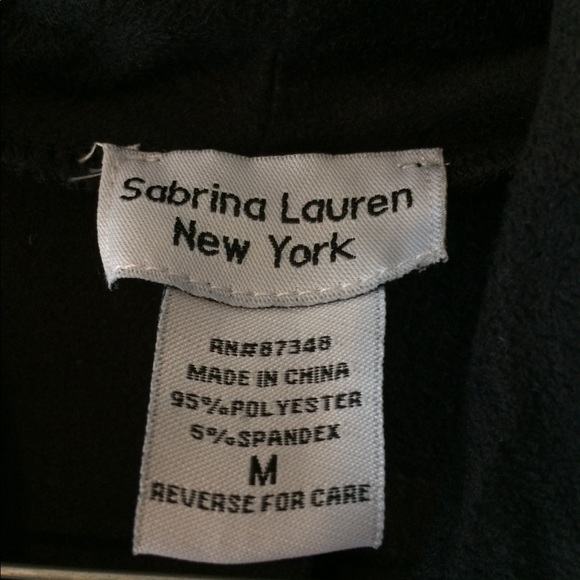 Sabrina Lauren
New York
RN#87348
MADE IN CHINA
95%POLYESTER
5%SPANDEX
M
REVERSE FOR CARE